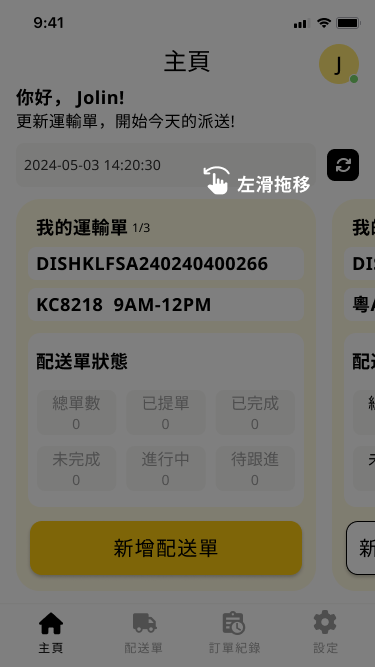 9:41
主頁
J
你好， Jolin!
更新運輸單，開始今天的派送!
2024-05-03 14:20:30
左滑拖移
我的運輸單 1/3
我的
DISHKLFSA240240400266
DI
KC8218 9AM-12PM
粵A
配送單狀態
配送
總單數
已提單
已完成
0
0
0
未完成
進行中
待跟進
0
0
0
新增配送單
新
主頁
配送單
訂單紀錄
設定